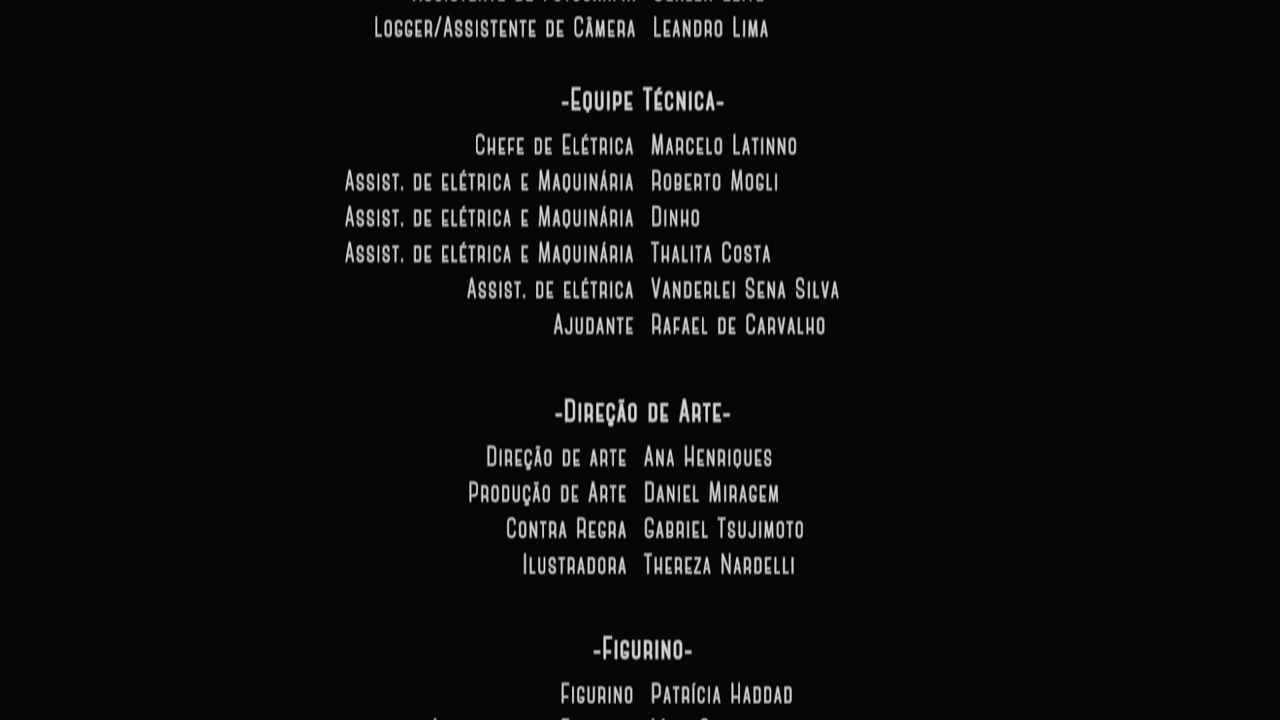 Logger/Assistente de Câmera Leandro Lima
-Equipe Técnica-
Chefe de Elétrica Marcelo Latinno
Assist. de elétrica e Maquinária Roberto Mogli
Assist. de elétrica e Maquinária Dinho
Assist. de elétrica e Maquinária Thalita Costa
Assist. de elétrica Vanderlei Sena Silva
Ajudante Rafael de Carvalho
-Direção de Arte-
Direção de arte Ana Henriques
Produção de Arte Daniel Miragem
Contra Regra Gabriel Tsujimoto
Ilustradora Thereza Nardelli
-Figurino-
Figurino Patrícia Haddad